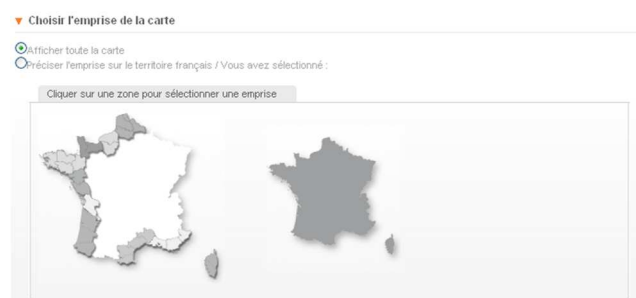 Choisir l'emprise de la carte
Afficher toute la carte
Préciser l'emprise sur le territoire français / Vous avez sélectionné :
Cliquer sur une zone pour sélectionner une emprise